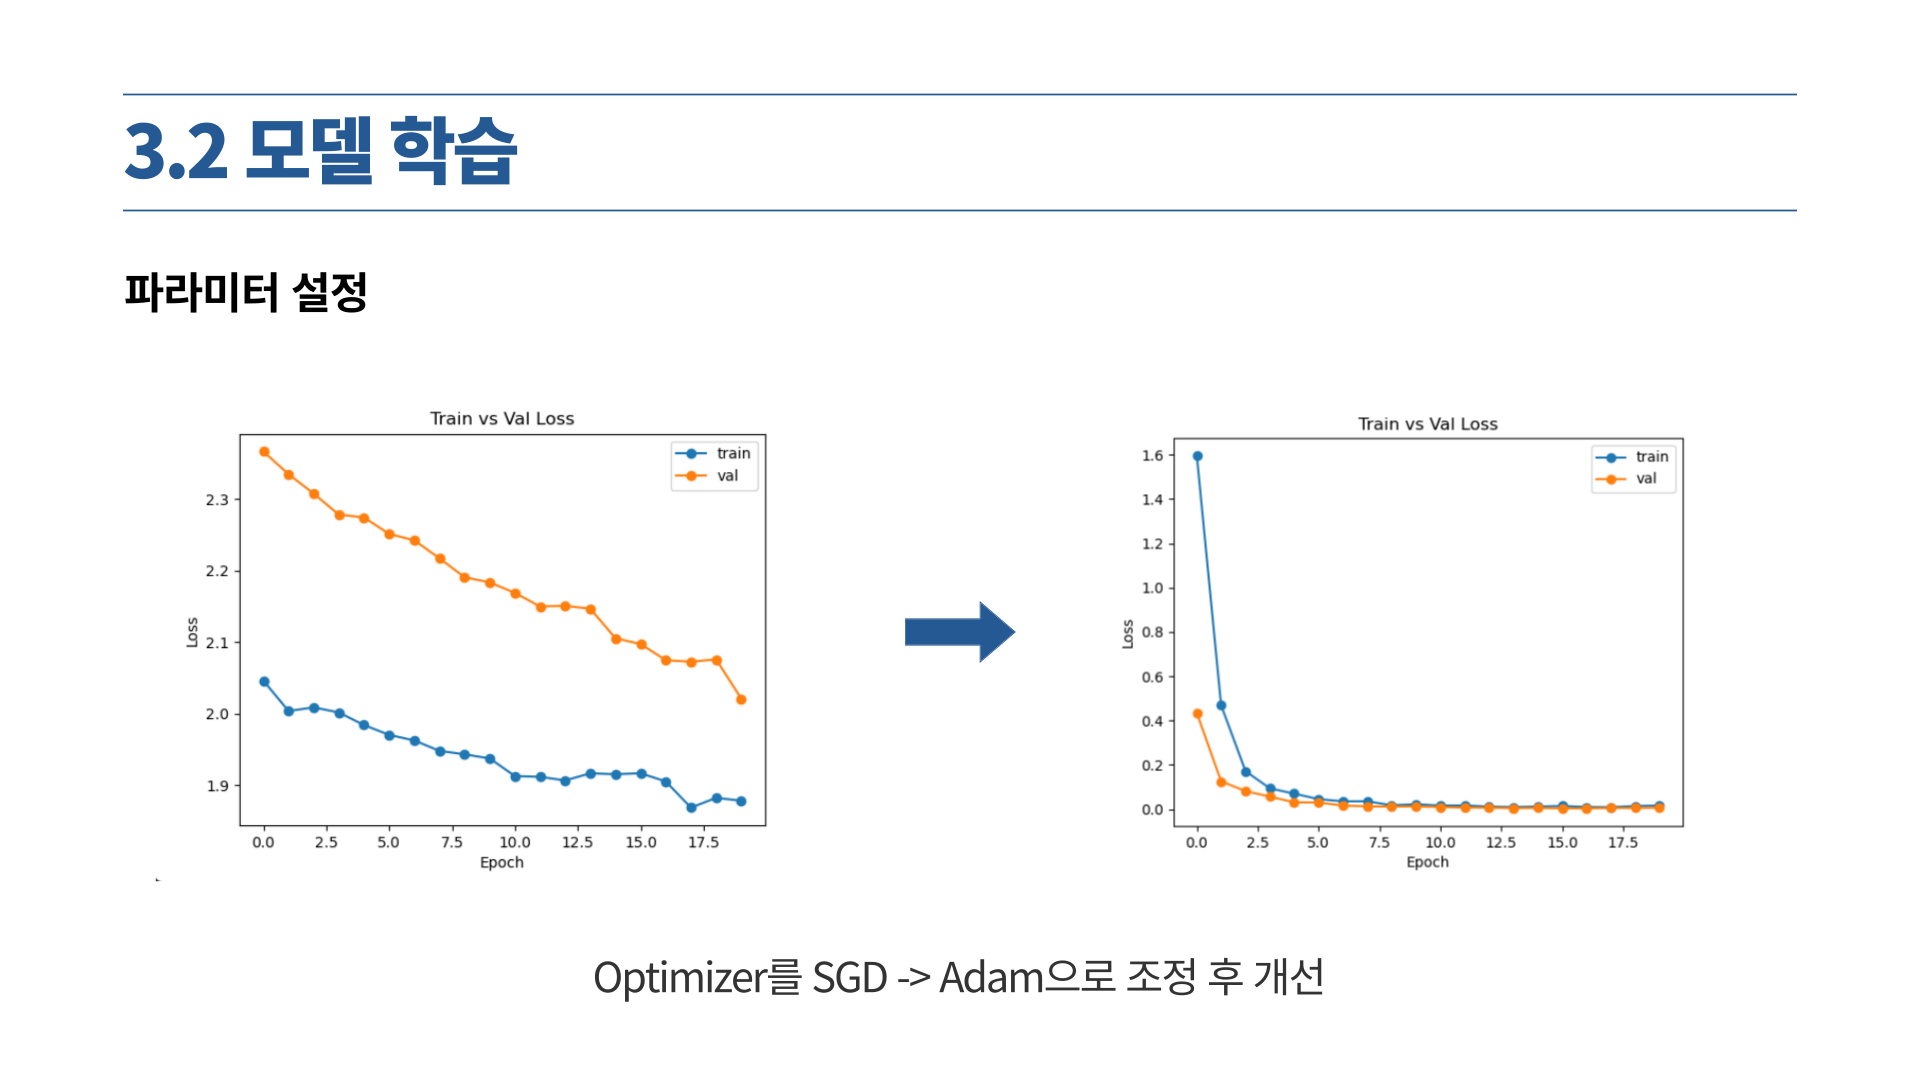 3.2 모델 학습
파라미터 설정
Train vs Val Loss
train
val
2.3
2.2
2.1
2.0
1.9
Loss
0.0 2.5 5.0 7.5 10.0 12.5 15.0 17.5
Epoch
Train vs Val Loss
train
val
1.6
1.4
1.2
1.0
0.8
0.6
0.4
0.2
0.0
Loss
0.0 2.5 5.0 7.5 10.0 12.5 15.0 17.5
Epoch
Optimizer를 SGD -> Adam으로 조정 후 개선